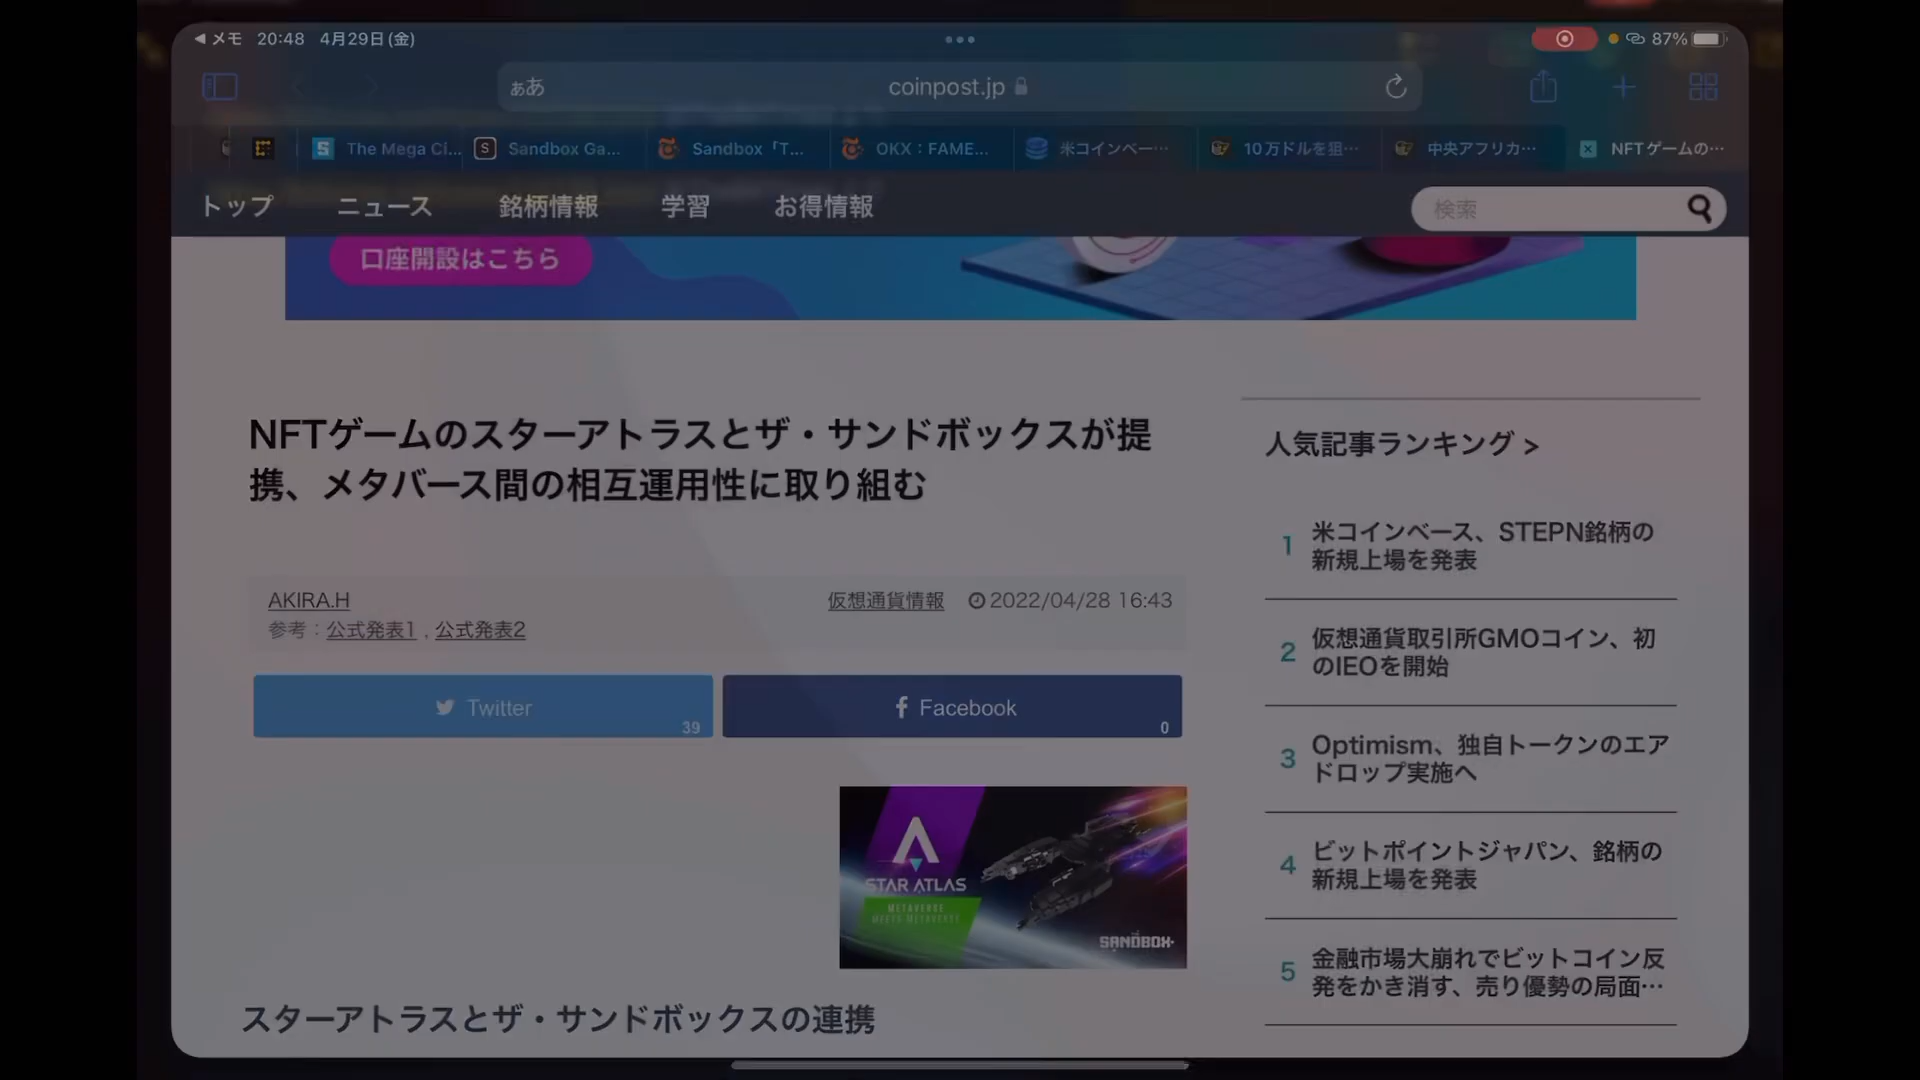 ◀メモ 20:48 4月29日(金)
87%
ぁあ coinpost.jp
The Mega Ci... Sandbox Ga... Sandbox「T... OKX：FAME... 米コインベー… 10万ドルを狙… 中央アフリカ… NFTゲームの…
トップ ニュース 銘柄情報 学習 お得情報 検索
口座開設はこちら
NFTゲームのスターアトラスとザ・サンドボックスが提
携、メタバース間の相互運用性に取り組む
AKIRA.H 仮想通貨情報 2022/04/28 16:43
参考：公式発表1 , 公式発表2
Twitter 39
Facebook 0
STAR ATLAS
METAVERSE
MEETS METAVERSE
THE SANDBOX
スターアトラスとザ・サンドボックスの連携
人気記事ランキング >
1 米コインベース、STEPN銘柄の
新規上場を発表
2 仮想通貨取引所GMOコイン、初
のIEOを開始
3 Optimism、独自トークンのエア
ドロップ実施へ
4 ビットポイントジャパン、銘柄の
新規上場を発表
5 金融市場大崩れでビットコイン反
発をかき消す、売り優勢の局面…